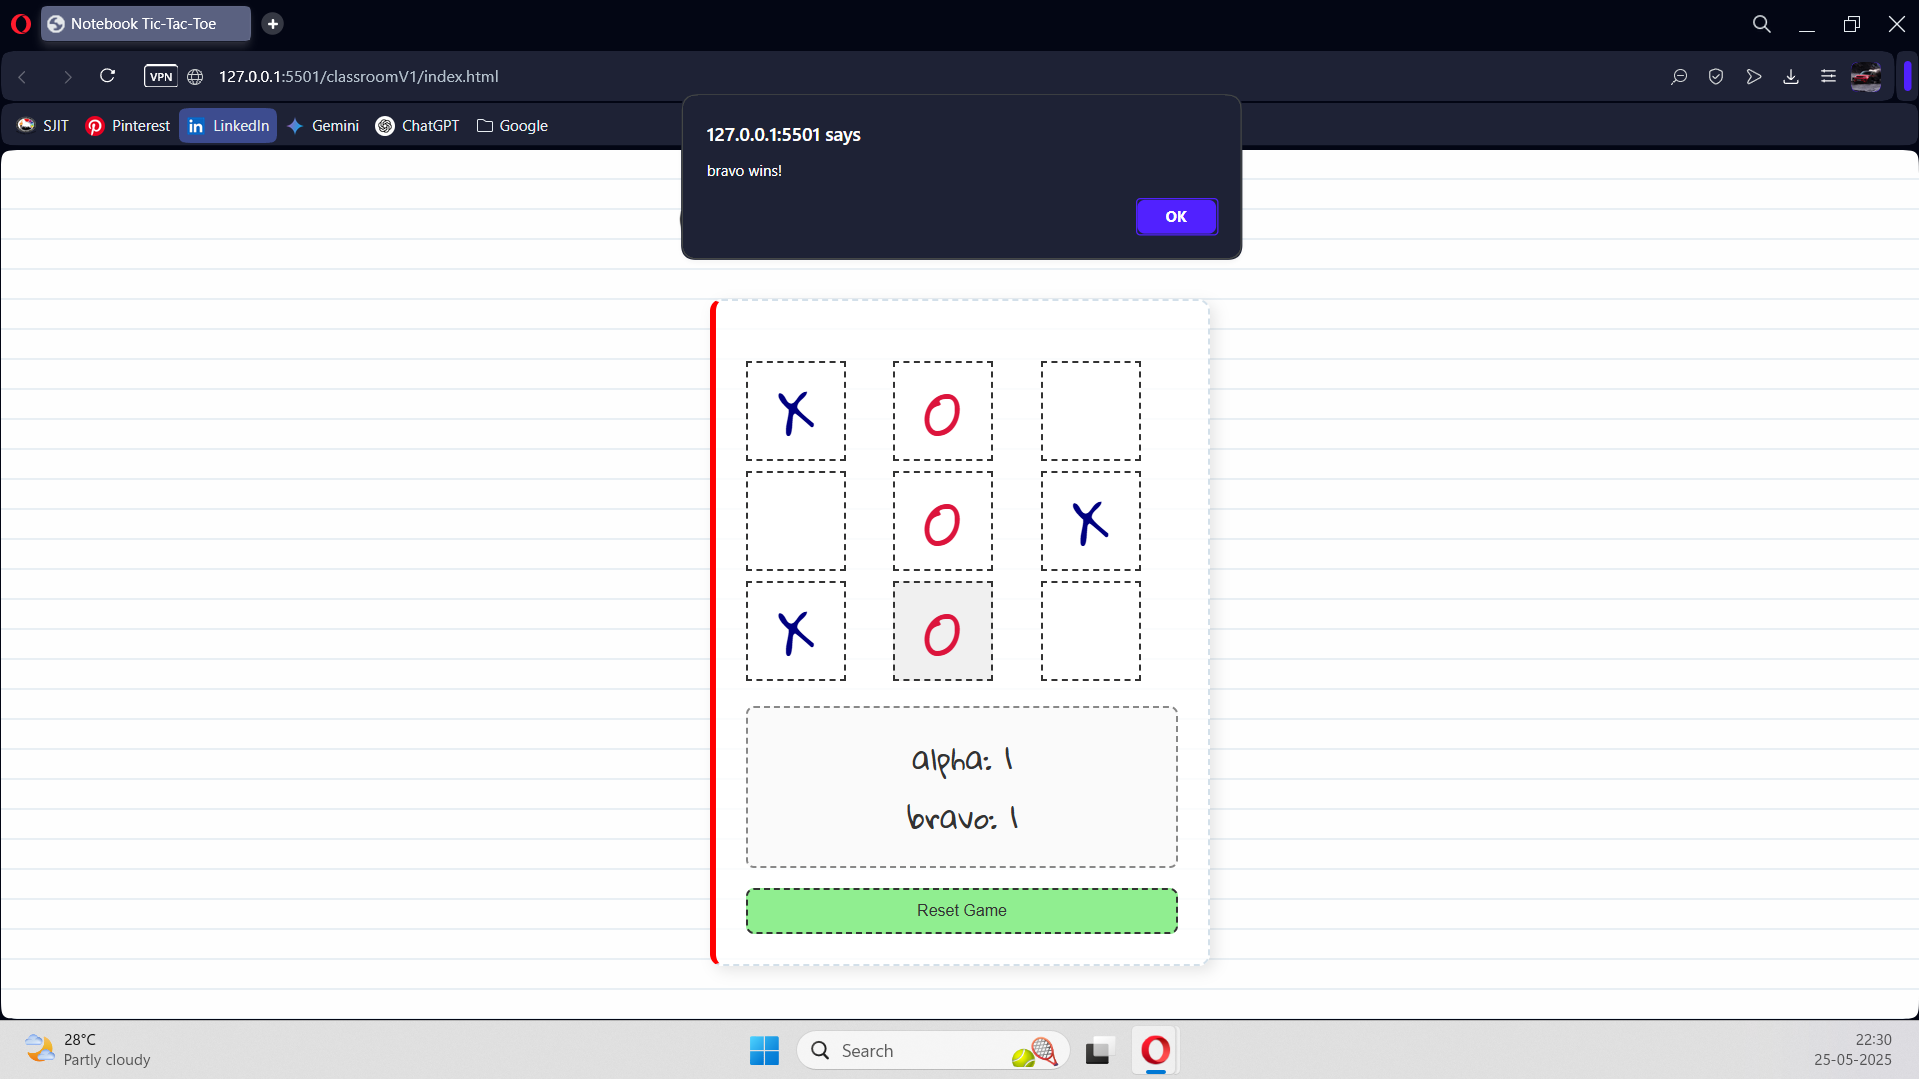 Notebook Tic-Tac-Toe
VPN 127.0.0.1:5501/classroomV1/index.html
SJIT Pinterest in LinkedIn Gemini ChatGPT Google
127.0.0.1:5501 says
bravo wins!
OK
X O
O X
X O
alpha: 1
bravo: 1
Reset Game
28°C
Partly cloudy
Search
22:30
25-05-2025